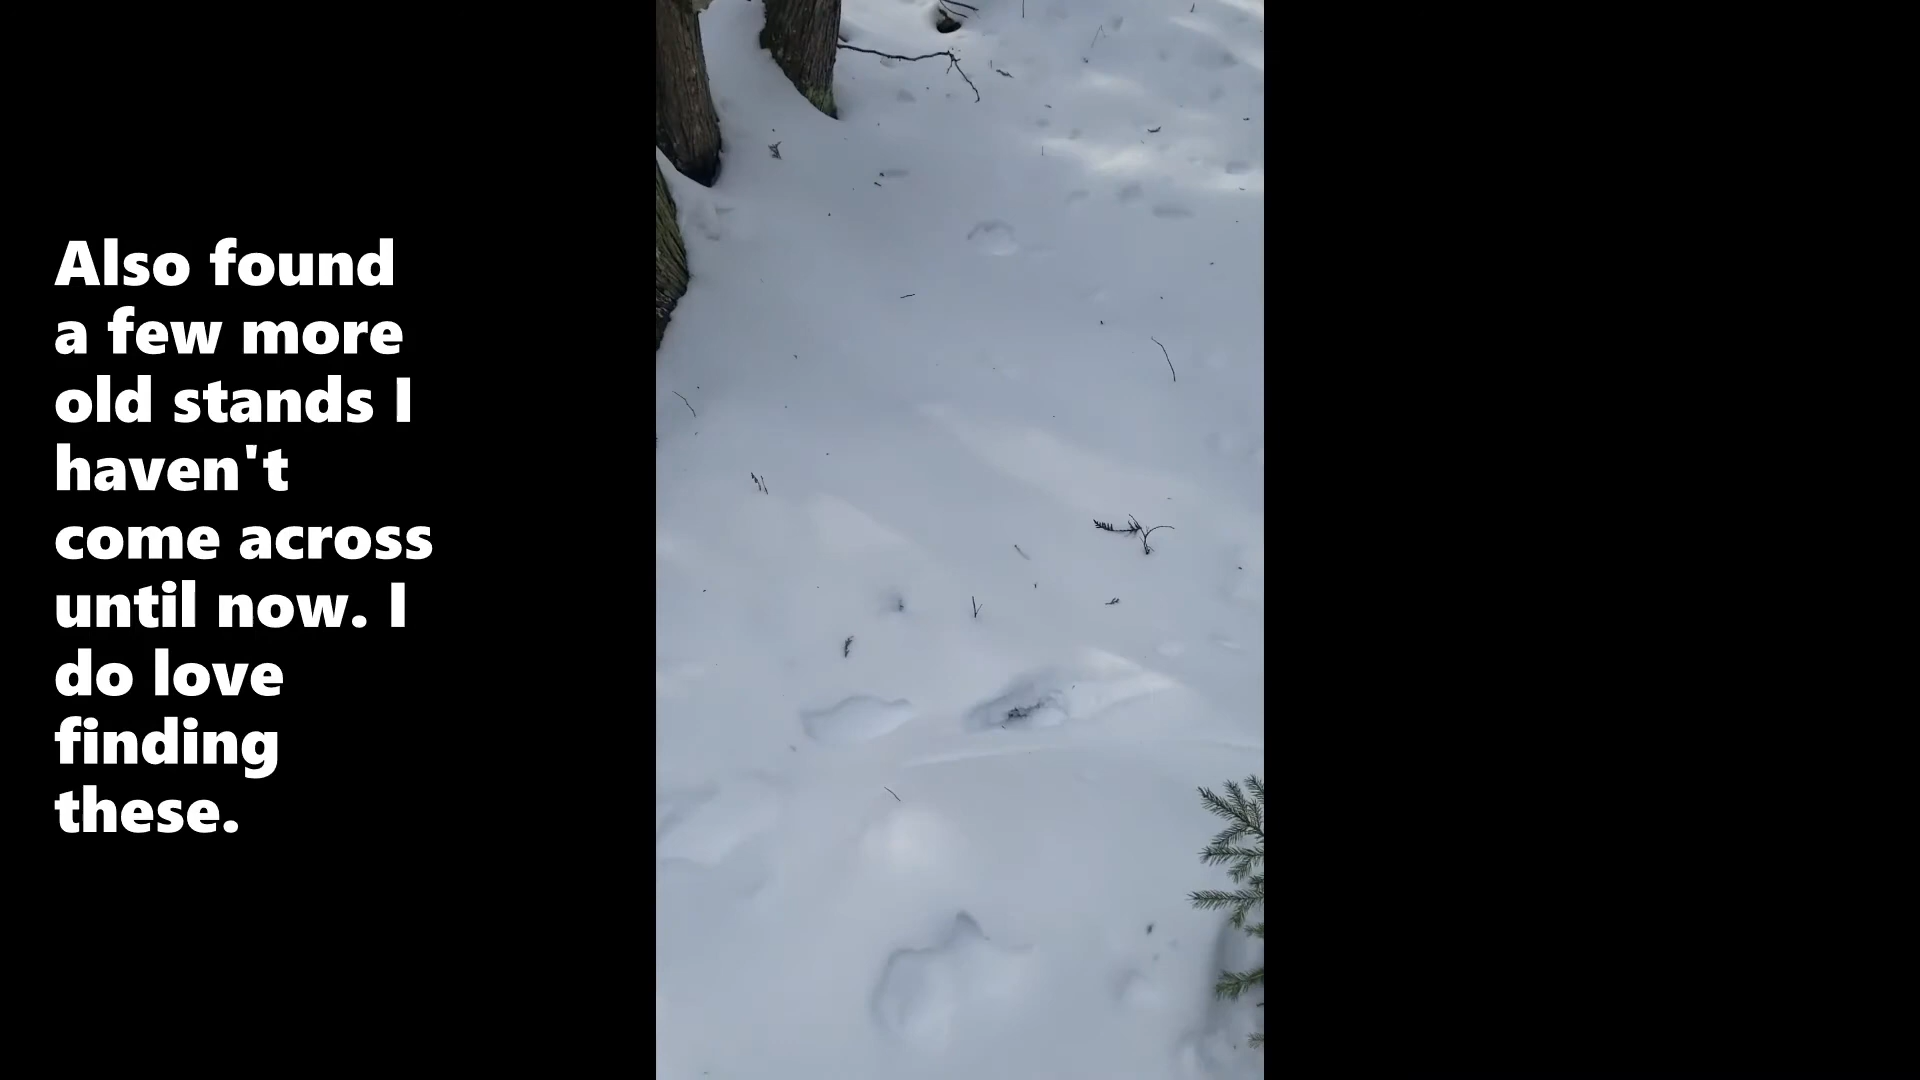 Also found
a few more
old stands I
haven't
come across
until now. I
do love
finding
these.